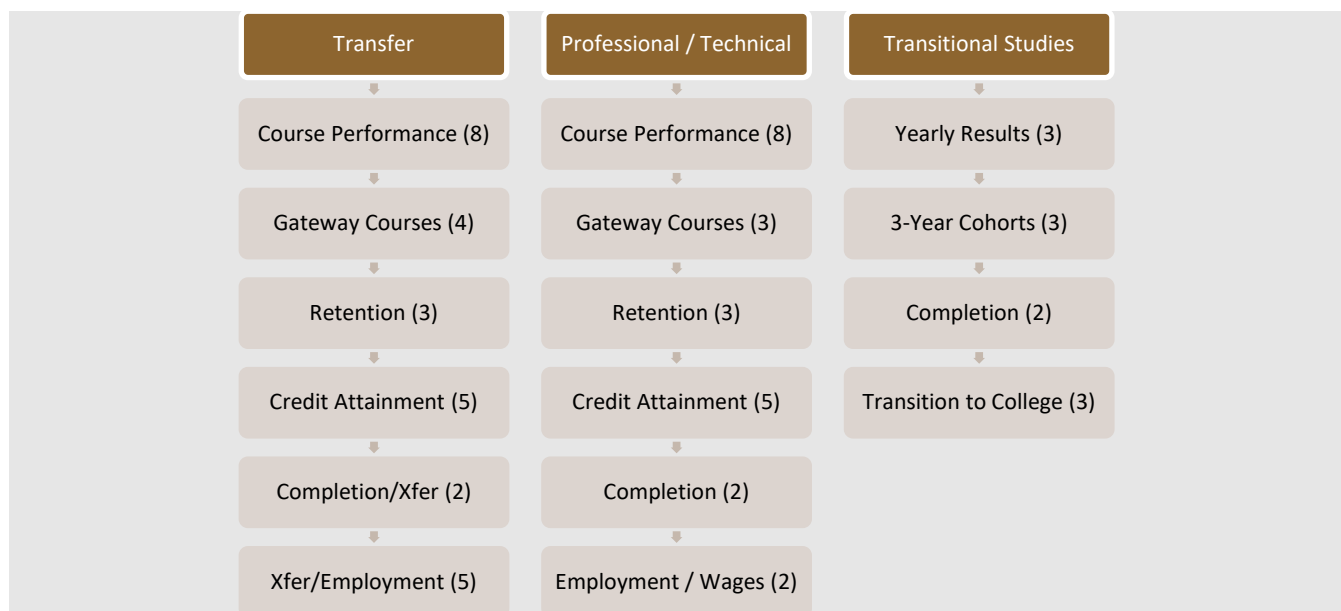 Transfer
Course Performance (8)
Gateway Courses (4)
Retention (3)
Credit Attainment (5)
Completion/Xfer (2)
Xfer/Employment (5)
Professional / Technical
Course Performance (8)
Gateway Courses (3)
Retention (3)
Credit Attainment (5)
Completion (2)
Employment / Wages (2)
Transitional Studies
Yearly Results (3)
3-Year Cohorts (3)
Completion (2)
Transition to College (3)